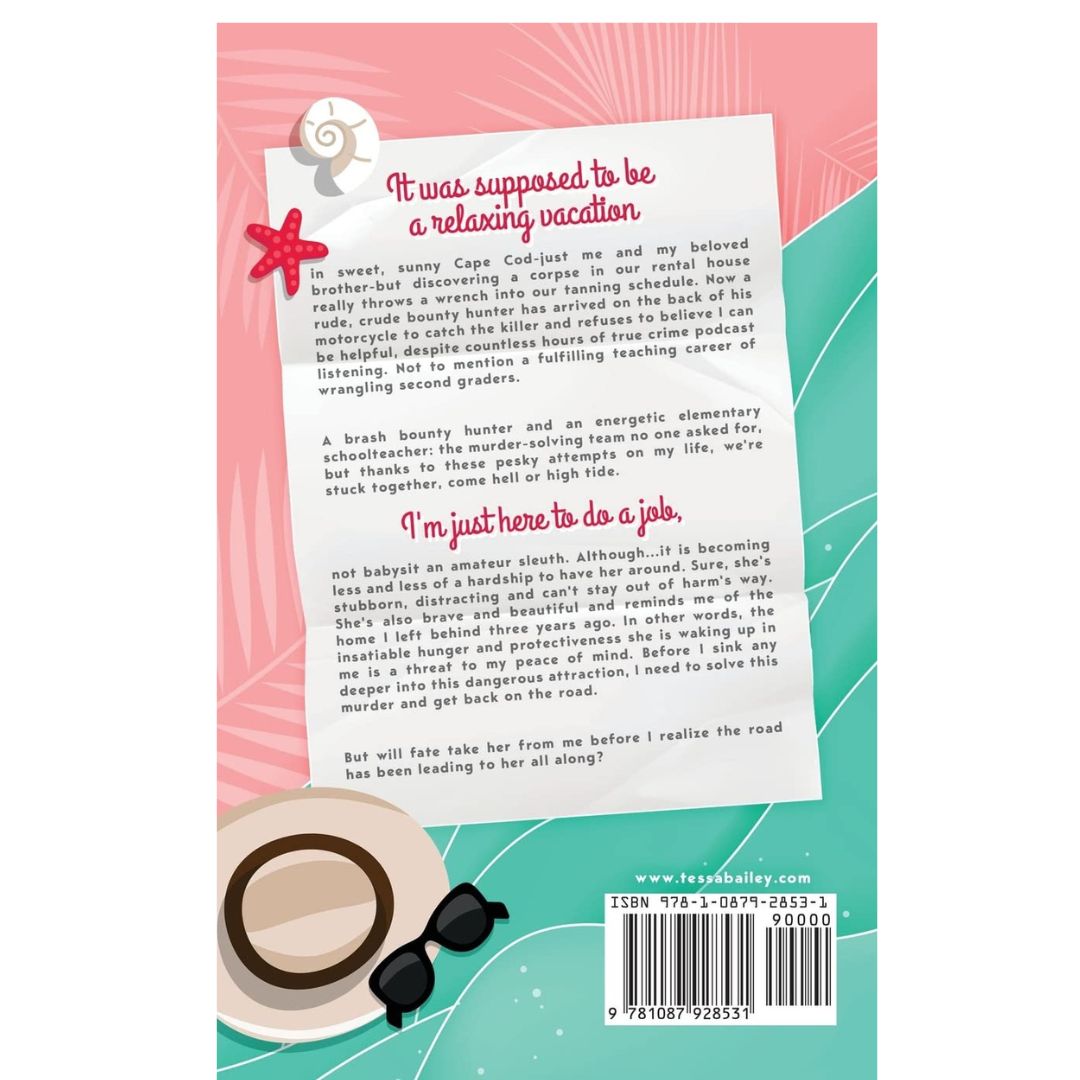 It was supposed to be
a relaxing vacation
in sweet, sunny Cape Cod-just me and my beloved
brother-but discovering a corpse in our rental house
really throws a wrench into our tanning schedule. Now a
rude, crude bounty hunter has arrived on the back of his
motorcycle to catch the killer and refuses to believe I can
be helpful, despite countless hours of true crime podcast
listening. Not to mention a fulfilling teaching career of
wrangling second graders.
A brash bounty hunter and an energetic elementary
schoolteacher: the murder-solving team no one asked for,
but thanks to these pesky attempts on my life, we're
stuck together, come hell or high tide.
I'm just here to do a job,
not babysit an amateur sleuth. Although...it is becoming
less and less of a hardship to have her around. Sure, she's
stubborn, distracting and can't stay out of harm's way.
She's also brave and beautiful and reminds me of the
home I left behind three years ago. In other words, the
insatiable hunger and protectiveness she is waking up in
me is a threat to my peace of mind. Before I sink any
deeper into this dangerous attraction, I need to solve this
murder and get back on the road.
But will fate take her from me before I realize the road
has been leading to her all along?
www.tessabailey.com
ISBN 978-1-0879-2853-1
90000
9 781087 928531